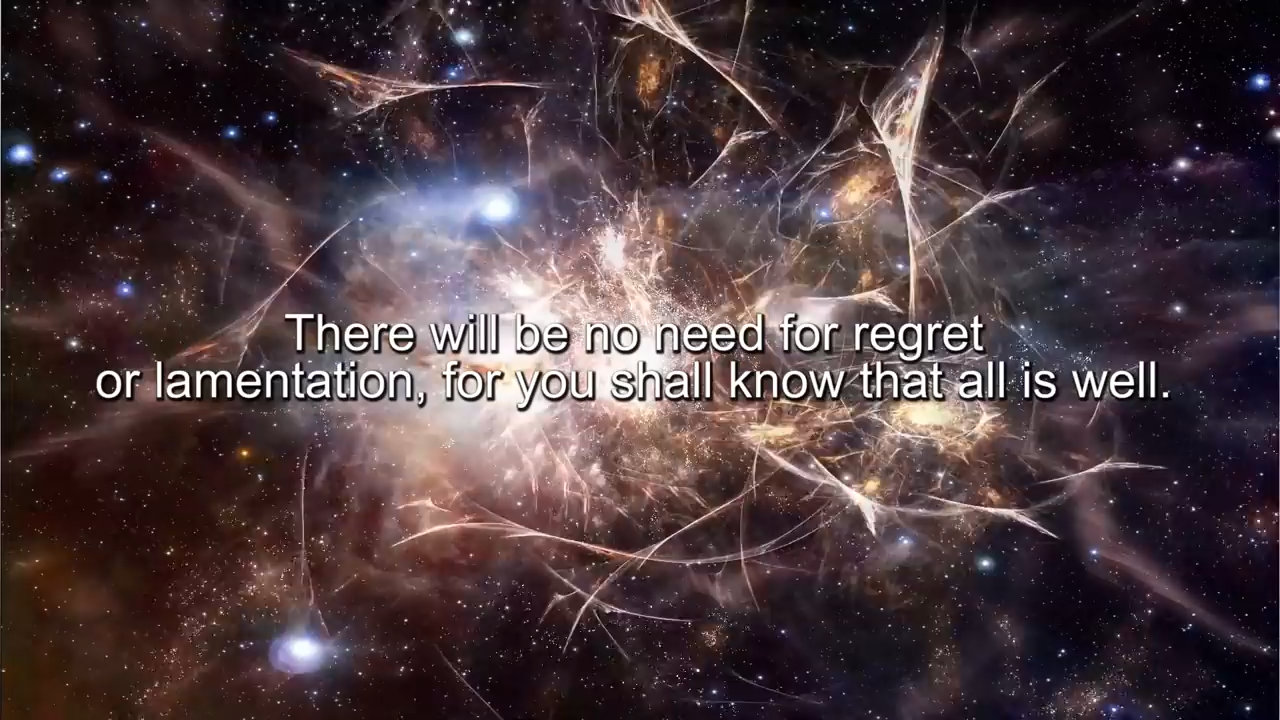 There will be no need for regret
or lamentation, for you shall know that all is well.